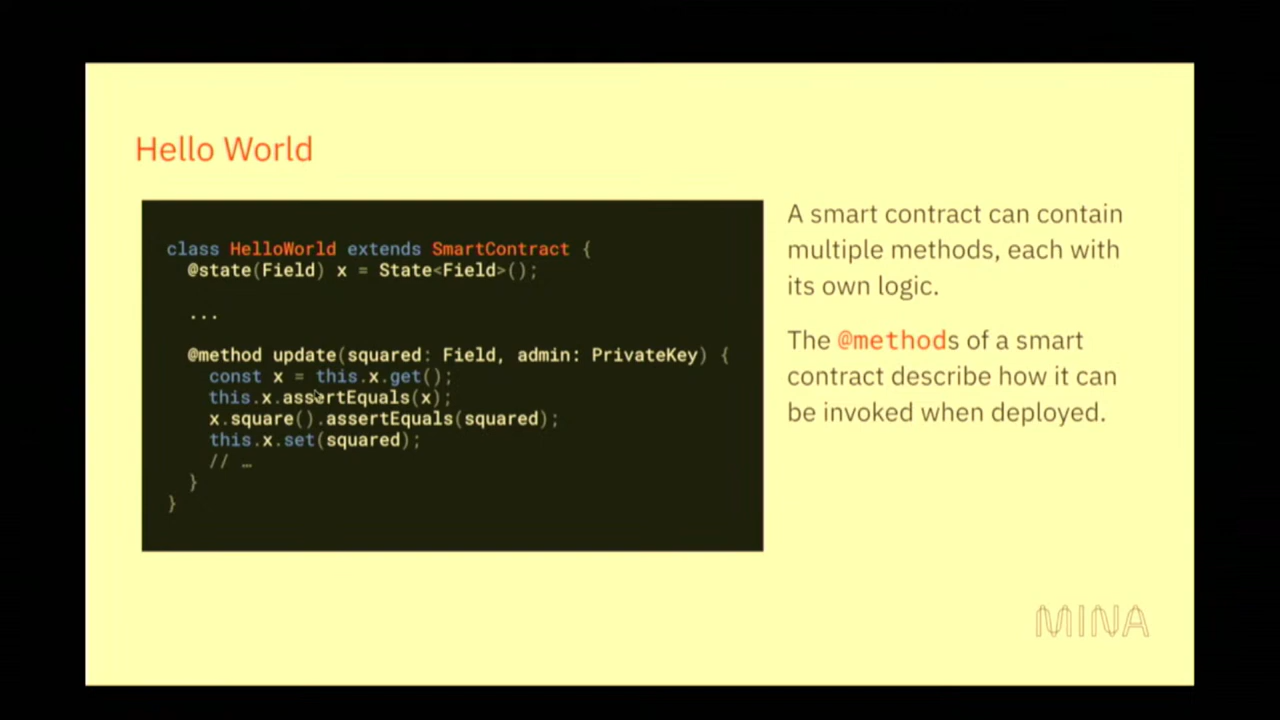 Hello World
class HelloWorld extends SmartContract {
@state(Field) x = State<Field>();
...
@method update(squared: Field, admin: PrivateKey) {
const x = this.x.get();
this.x.assertEquals(x);
x.square().assertEquals(squared);
this.x.set(squared);
// …
}
}
A smart contract can contain
multiple methods, each with
its own logic.
The @methods of a smart
contract describe how it can
be invoked when deployed.
MINA